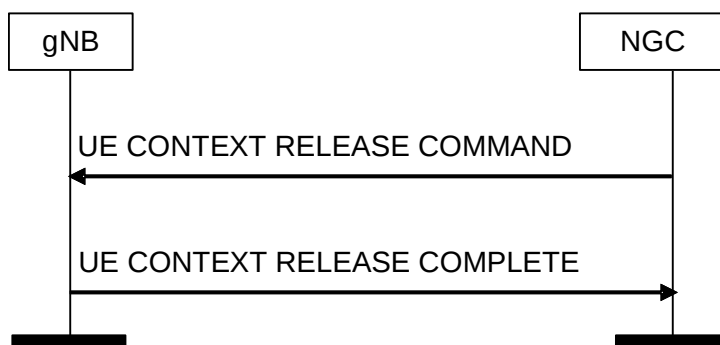 gNB
NGC
UE CONTEXT RELEASE COMMAND
UE CONTEXT RELEASE COMPLETE